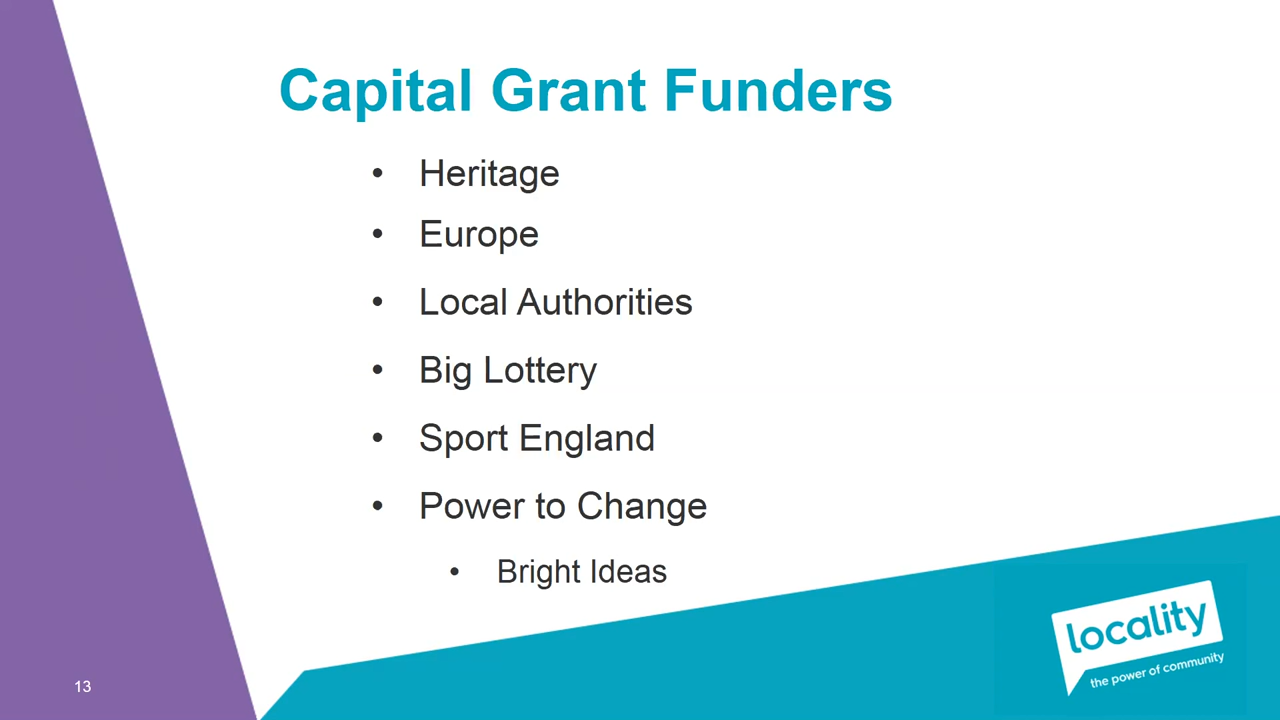 Capital Grant Funders
• Heritage
• Europe
• Local Authorities
• Big Lottery
• Sport England
• Power to Change
• Bright Ideas
locality
the power of community
13